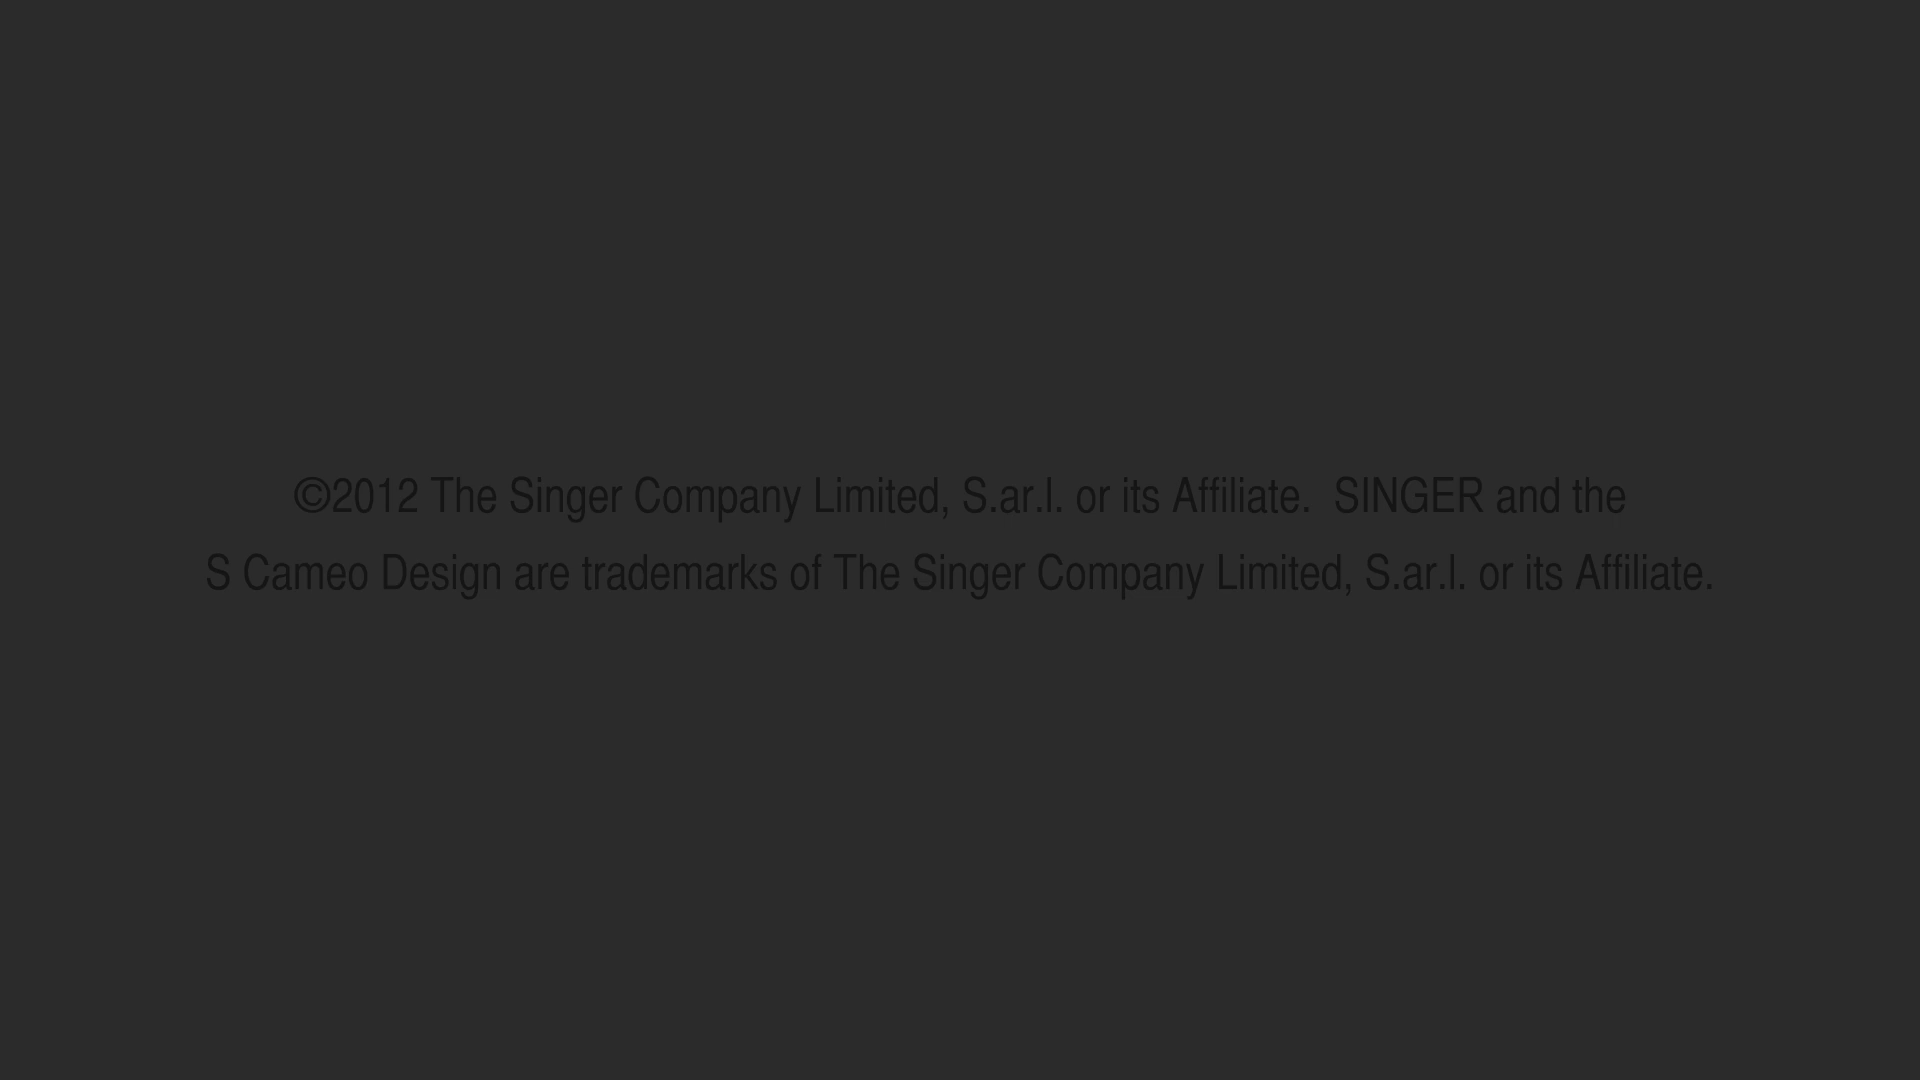 ©2012 The Singer Company Limited, S.ar.l. or its Affiliate.  SINGER and the
S Cameo Design are trademarks of The Singer Company Limited, S.ar.l. or its Affiliate.